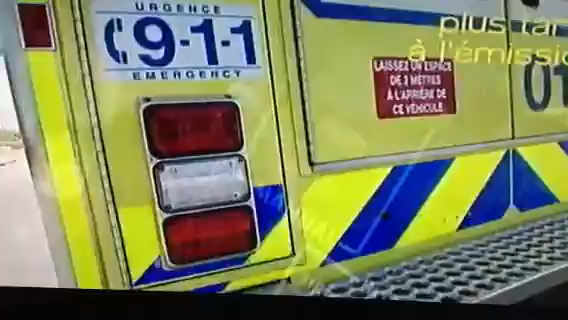 URGENCE
9-1-1
EMERGENCY
plus tar
à l'émissio
LAISSEZ UN ESPACE
DE 3 MÈTRES
À L'ARRIÈRE DE
CE VÉHICULE
01